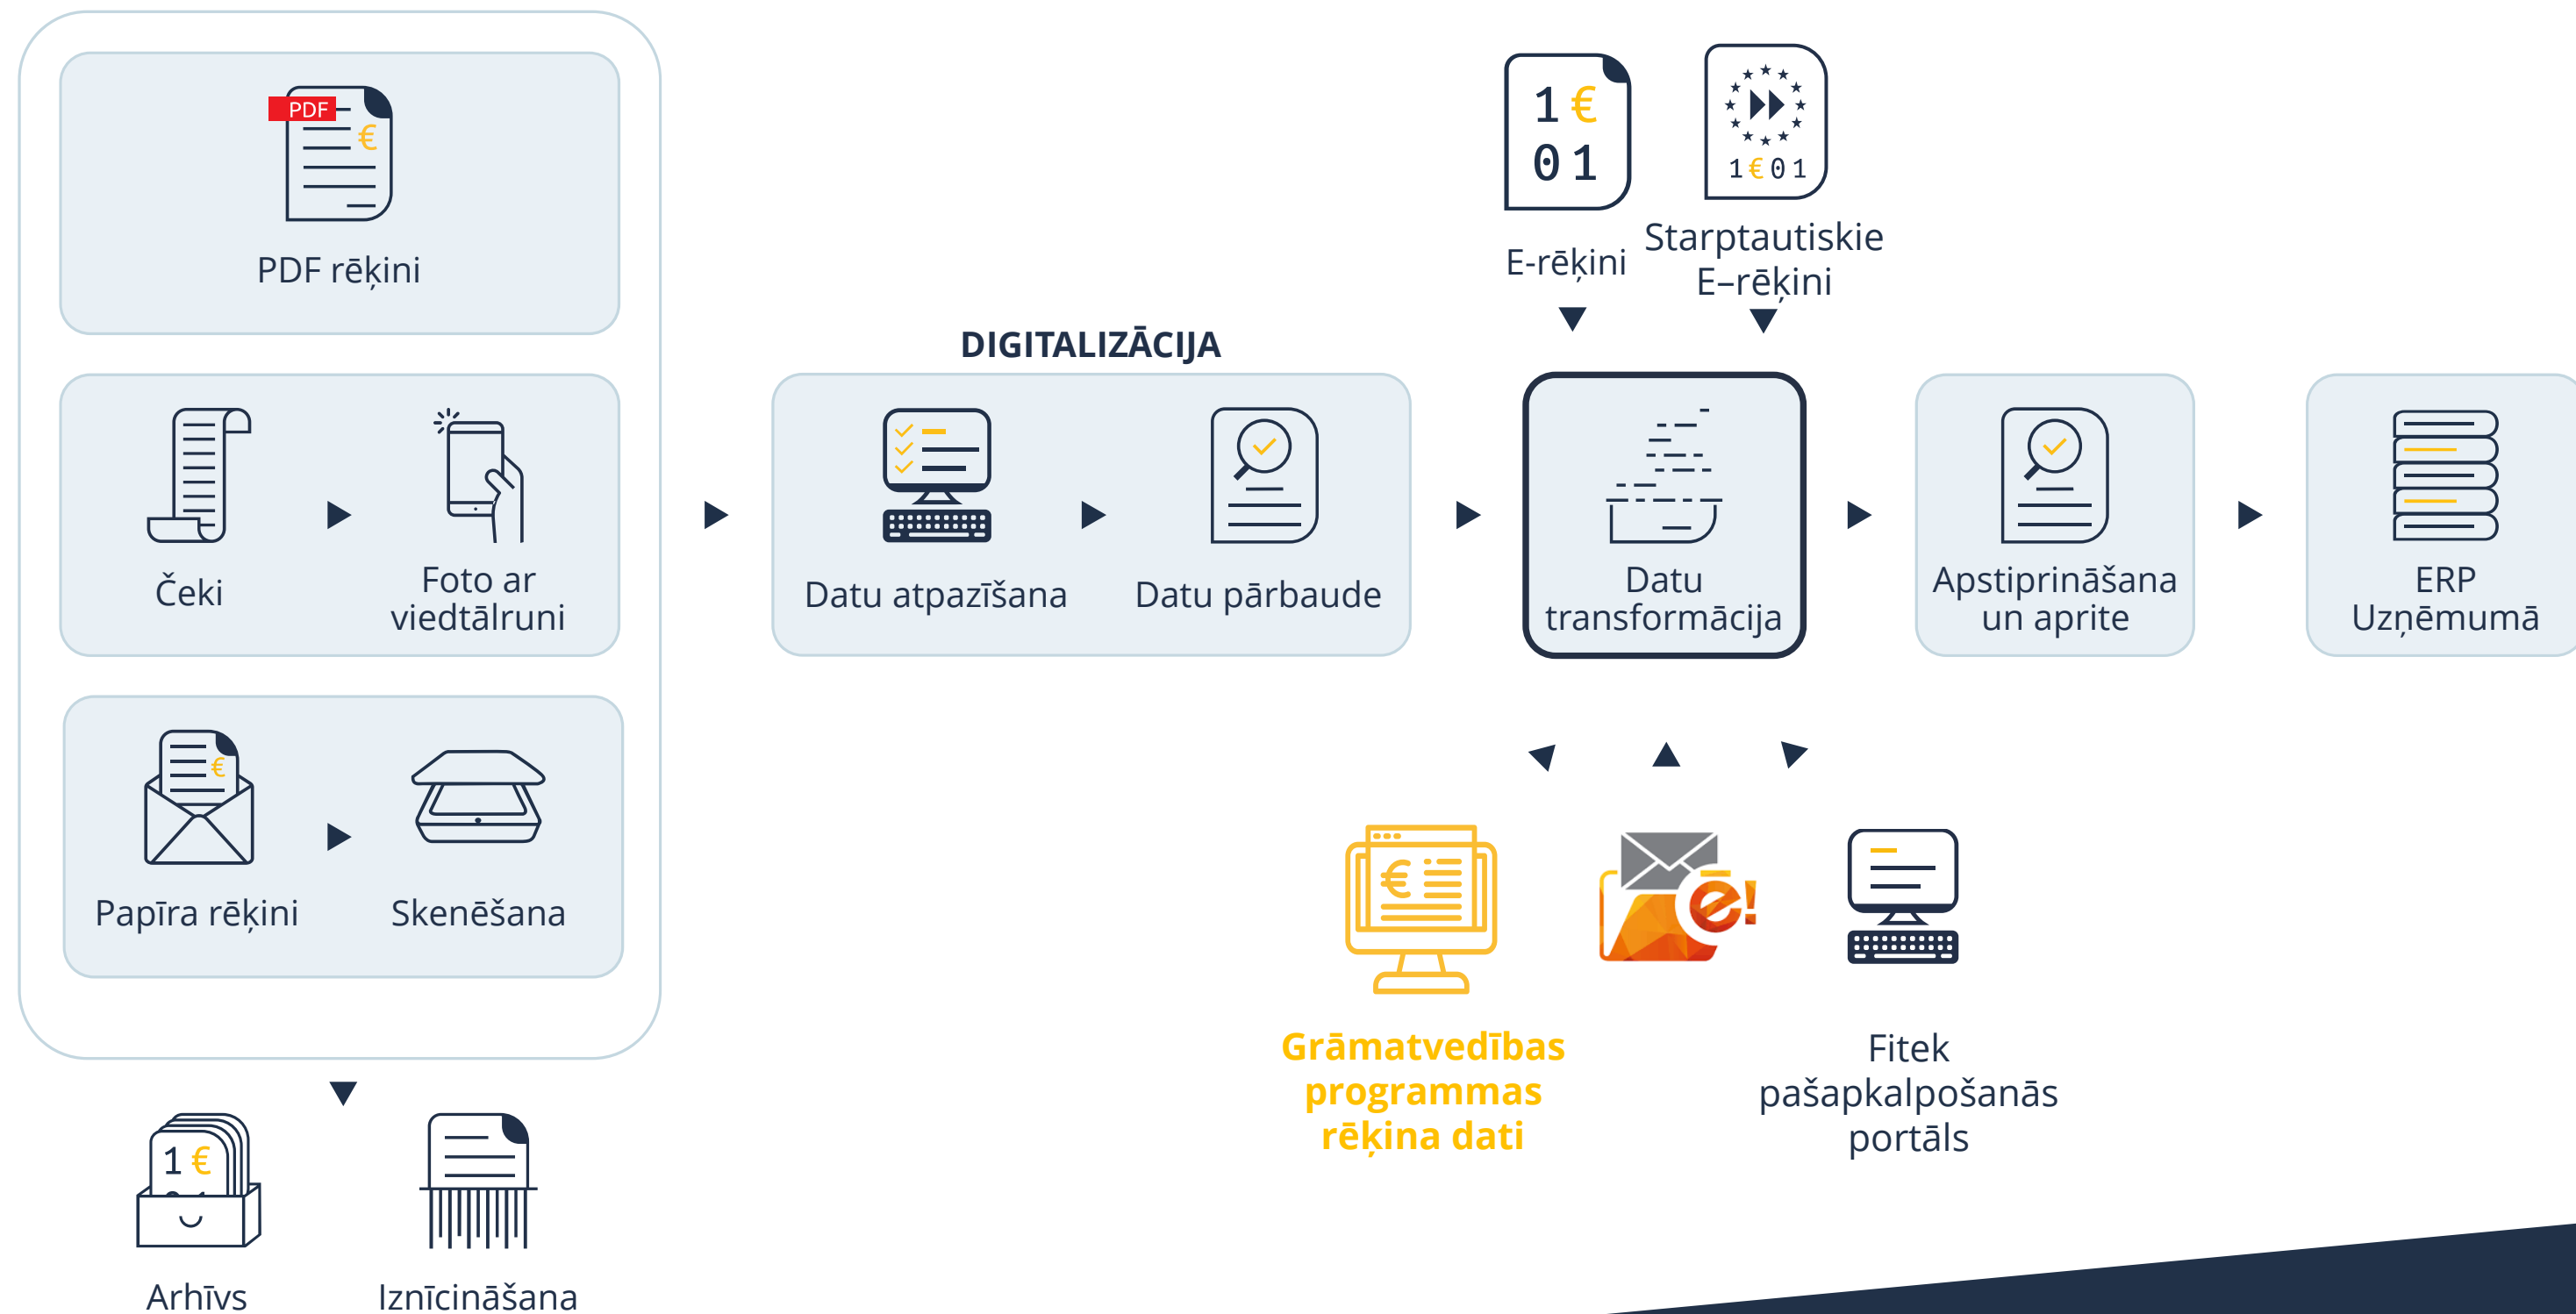 PDF
€
PDF rēķini
Čeki
Foto ar
viedtālruni
€
Papīra rēķini
Skenēšana
1 €
Arhīvs
Iznīcināšana
DIGITALIZĀCIJA
Datu atpazīšana
Datu pārbaude
1 €
0 1
E-rēķini
1 € 0 1
Starptautiskie
E–rēķini
Datu
transformācija
Apstiprināšana
un aprite
ERP
Uzņēmumā
€
Grāmatvedības
programmas
rēķina dati
ē!
Fitek
pašapkalpošanās
portāls